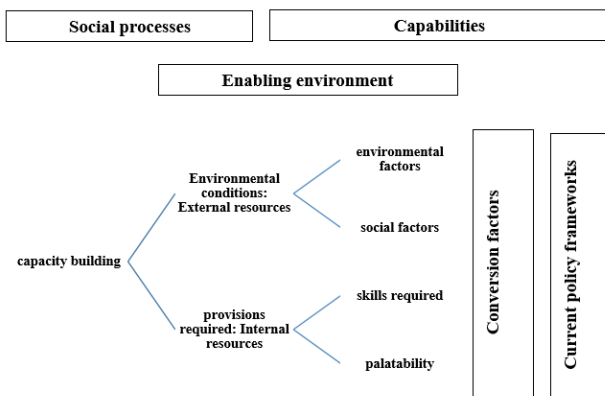 Social processes
Capabilities
Enabling environment
environmental
factors
Environmental
conditions:
External resources
social factors
capacity building
skills required
provisions
required: Internal
resources
palatability
Conversion factors
Current policy frameworks